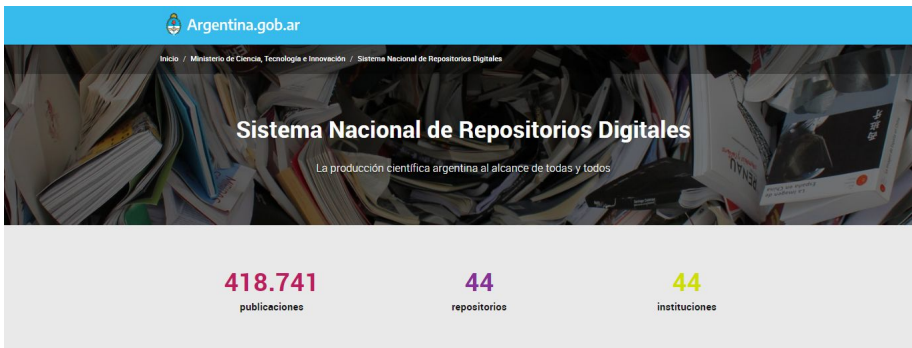 Argentina.gob.ar
Inicio / Ministerio de Ciencia, Tecnología e Innovación / Sistema Nacional de Repositorios Digitales
Sistema Nacional de Repositorios Digitales
La producción científica argentina al alcance de todas y todos
RENAU
418.741
44
44
publicaciones
repositorios
instituciones